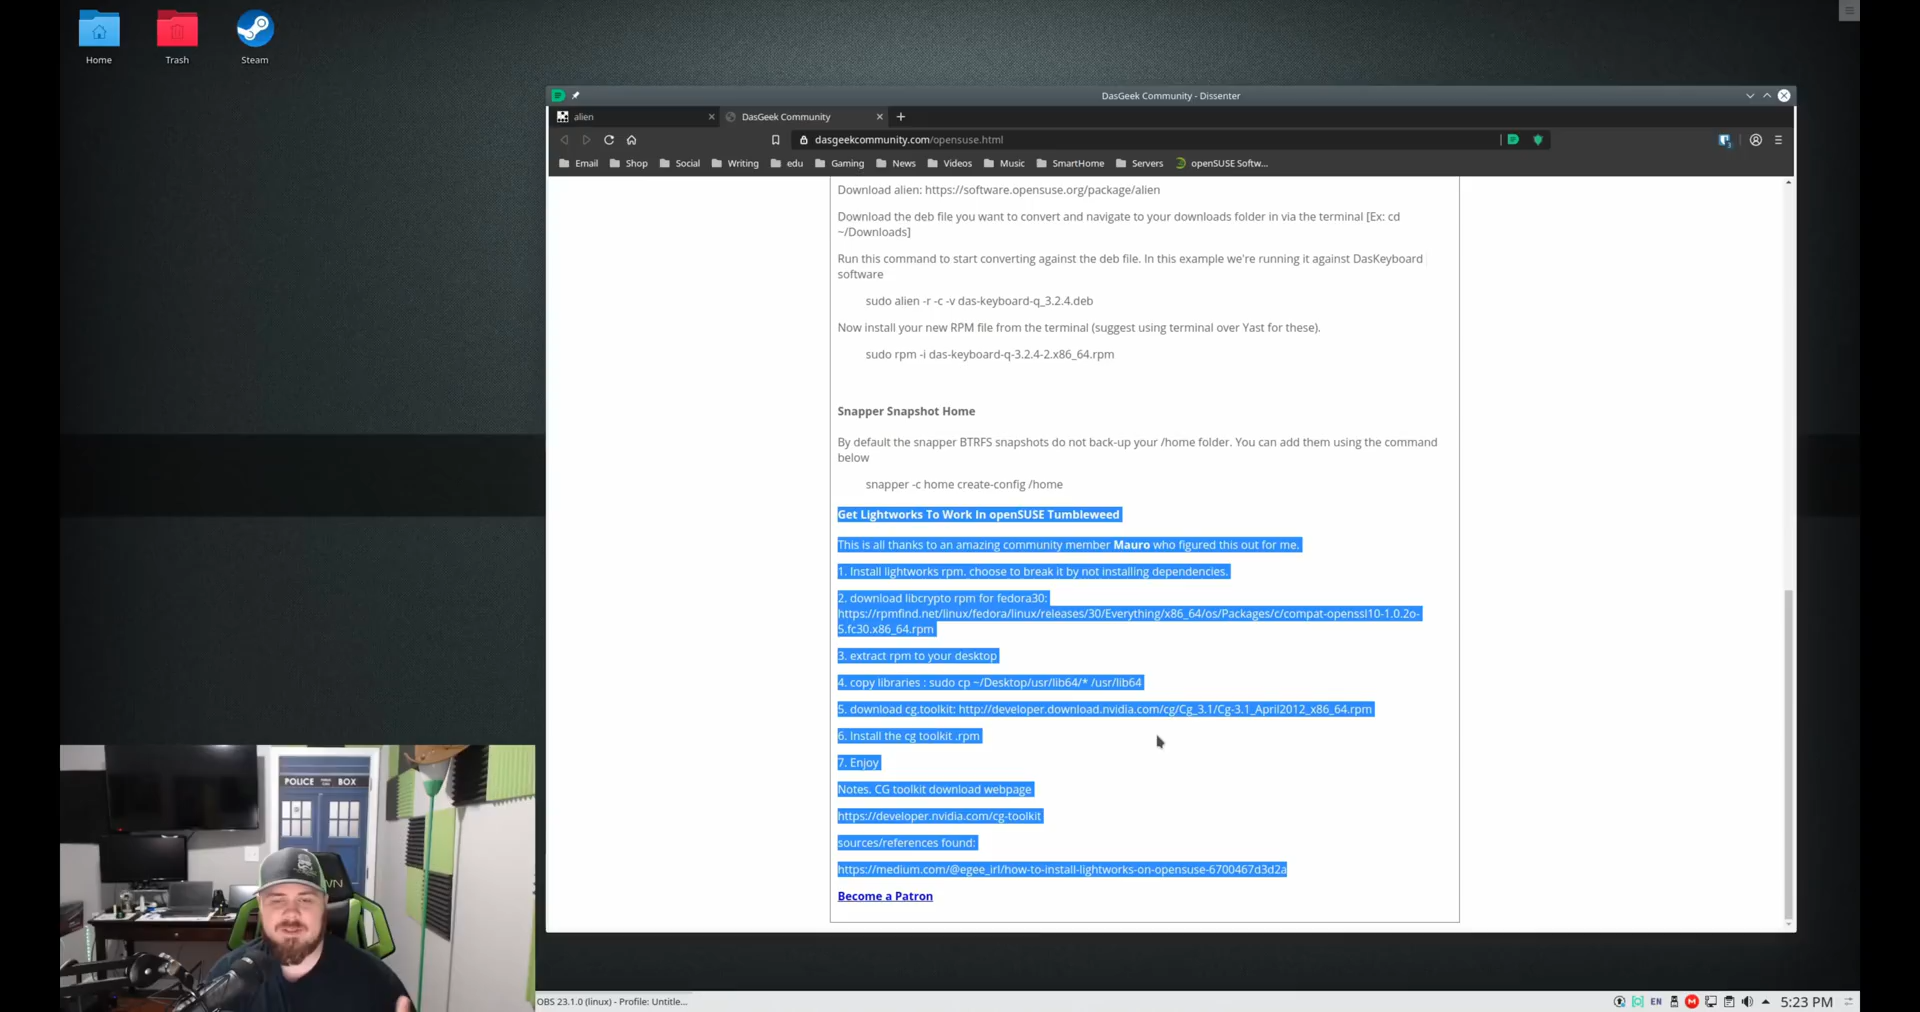 Home
Trash
Steam
DasGeek Community - Dissenter
alien
DasGeek Community
dasgeekcommunity.com/opensuse.html
Email
Shop
Social
Writing
edu
Gaming
News
Videos
Music
SmartHome
Servers
openSUSE Softw...
Download alien: https://software.opensuse.org/package/alien
Download the deb file you want to convert and navigate to your downloads folder in via the terminal [Ex: cd
~/Downloads]
Run this command to start converting against the deb file. In this example we're running it against DasKeyboard
software
sudo alien -r -c -v das-keyboard-q_3.2.4.deb
Now install your new RPM file from the terminal (suggest using terminal over Yast for these).
sudo rpm -i das-keyboard-q-3.2.4-2.x86_64.rpm
Snapper Snapshot Home
By default the snapper BTRFS snapshots do not back-up your /home folder. You can add them using the command
below
snapper -c home create-config /home
Get Lightworks To Work In openSUSE Tumbleweed
This is all thanks to an amazing community member Mauro who figured this out for me.
1. Install lightworks rpm. choose to break it by not installing dependencies.
2. download libcrypto rpm for fedora30:
https://rpmfind.net/linux/fedora/linux/releases/30/Everything/x86_64/os/Packages/c/compat-openssl10-1.0.2o-
5.fc30.x86_64.rpm
3. extract rpm to your desktop
4. copy libraries : sudo cp ~/Desktop/usr/lib64/* /usr/lib64
5. download cg.toolkit: http://developer.download.nvidia.com/cg/Cg_3.1/Cg-3.1_April2012_x86_64.rpm
6. Install the cg toolkit .rpm
7. Enjoy
Notes. CG toolkit download webpage
https://developer.nvidia.com/cg-toolkit
sources/references found:
https://medium.com/@egee_irl/how-to-install-lightworks-on-opensuse-6700467d3d2a
Become a Patron
POLICE BOX
OBS 23.1.0 (linux) - Profile: Untitle...
EN
5:23 PM